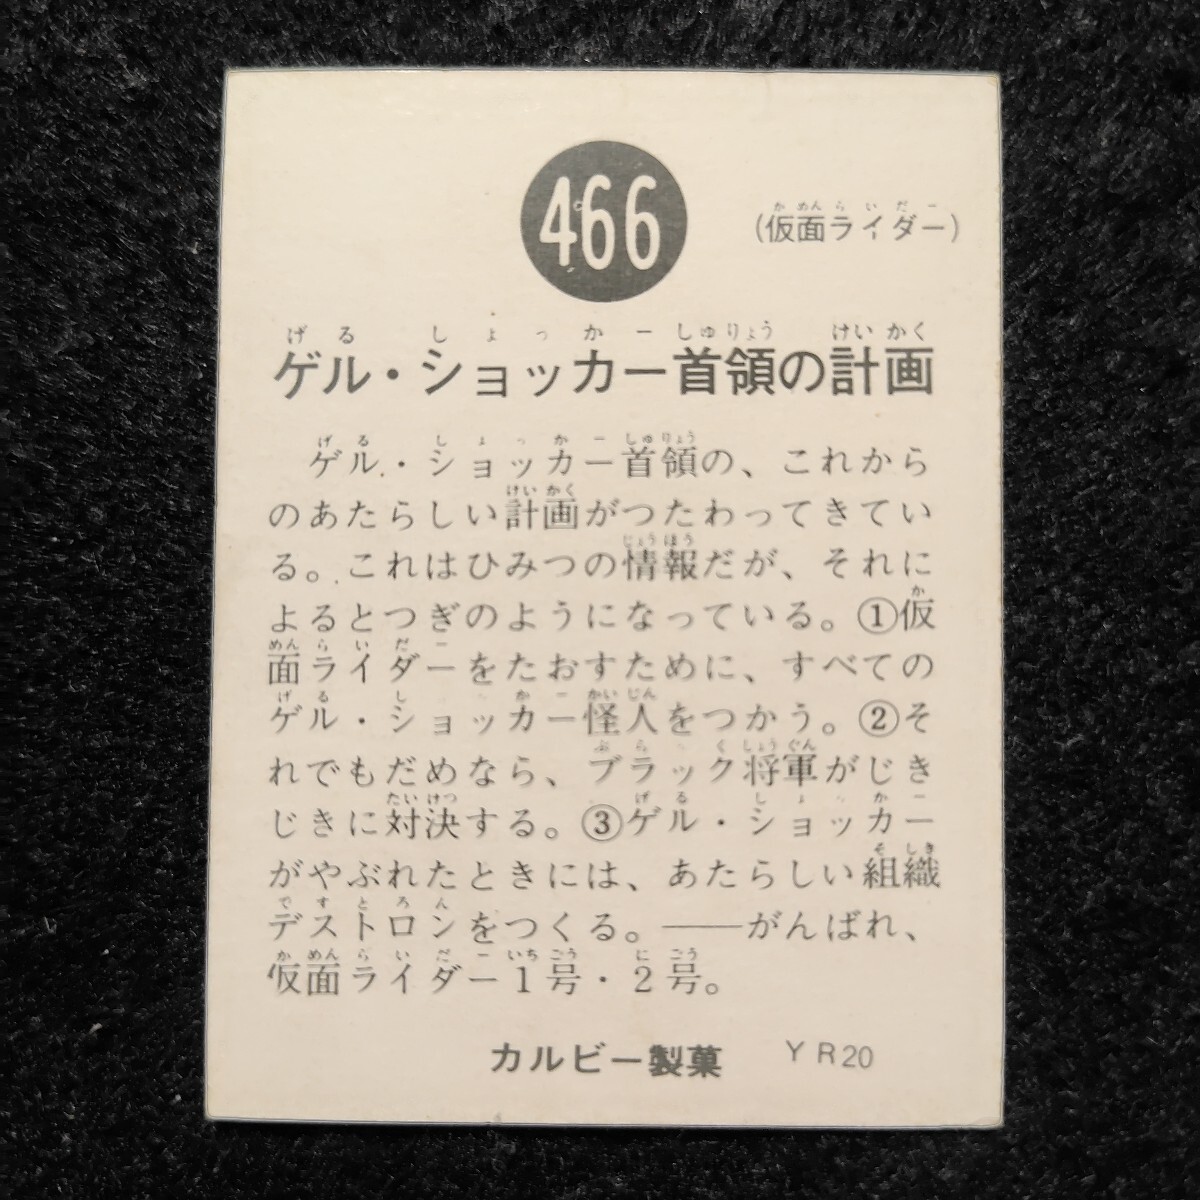 466
(仮面ライダー)
ゲル・ショッカー首領の計画
ゲル・ショッカー首領の、これから
のあたらしい計画がつたわってきてい
る。これはひみつの情報だが、それに
よるとつぎのようになっている。①仮
面ライダーをたおすために、すべての
ゲル・ショッカー怪人をつかう。②そ
れでもだめなら、ブラック将軍がじき
じきに対決する。③ゲル・ショッカー
がやぶれたときには、あたらしい組織
デストロンをつくる。――がんばれ、
仮面ライダー1号・2号。
カルビー製菓 YR20